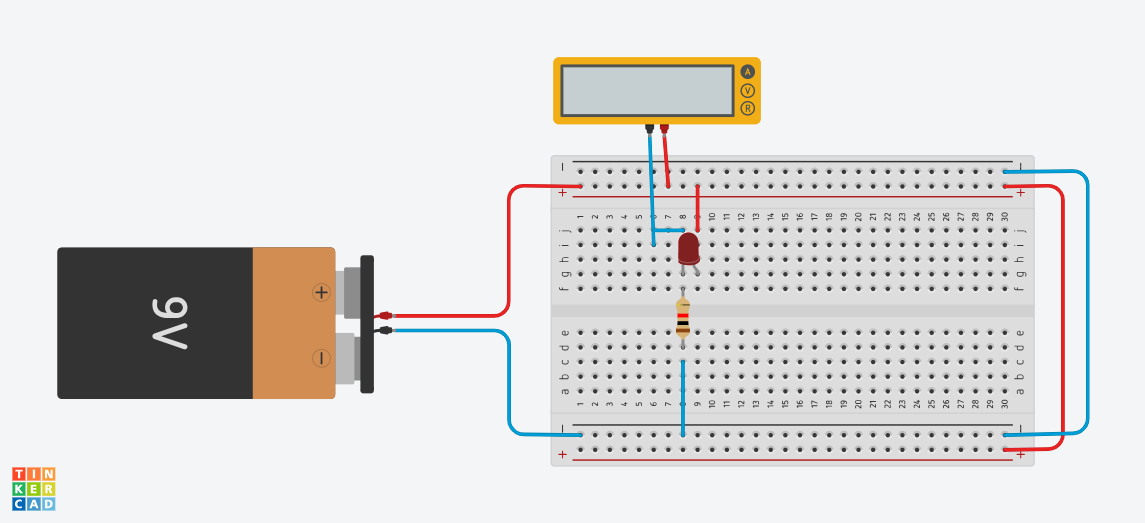 A
V
R
− −
+ +
1 2 3 4 5 6 7 8 9 10 11 12 13 14 15 16 17 18 19 20 21 22 23 24 25 26 27 28 29 30
j j
i i
h h
g g
f f
9V
+
−
e e
d d
c c
b b
a a
1 2 3 4 5 6 7 8 9 10 11 12 13 14 15 16 17 18 19 20 21 22 23 24 25 26 27 28 29 30
− −
+ +
TIN
KER
CAD